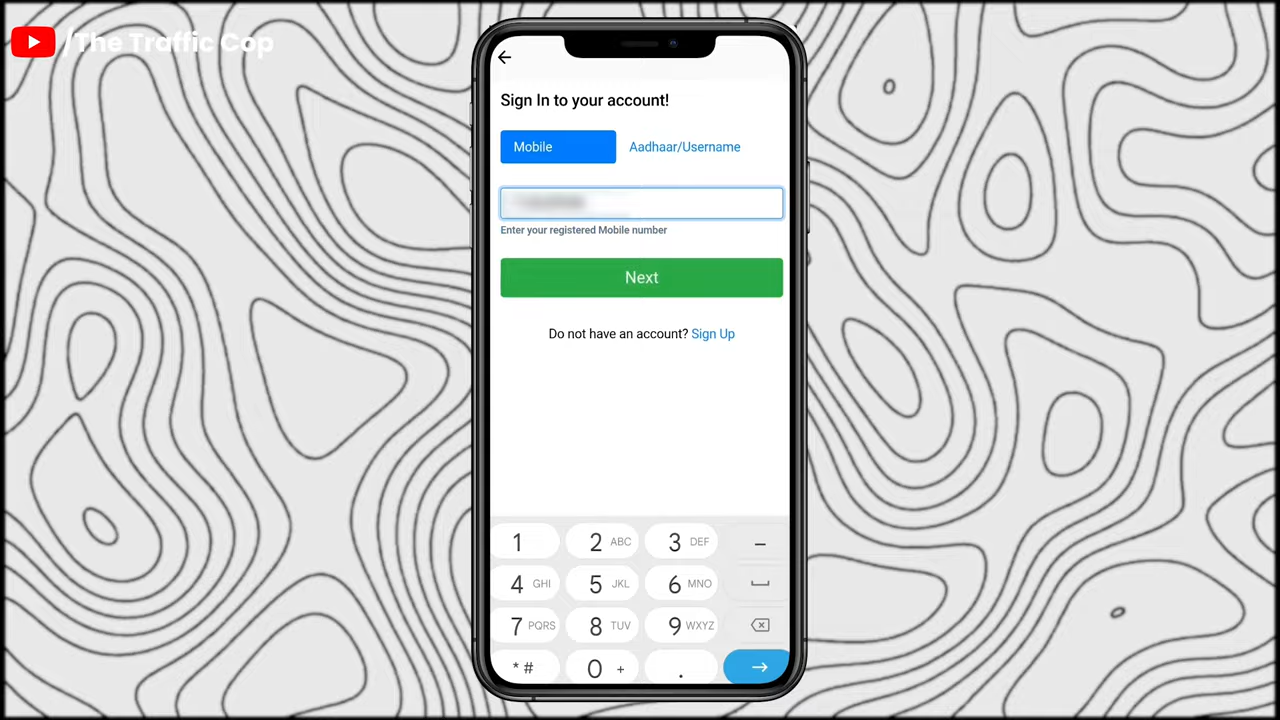 /The Traffic Cop
Sign In to your account!
Mobile Aadhaar/Username
Enter your registered Mobile number
Next
Do not have an account? Sign Up
1 2 ABC 3 DEF -
4 GHI 5 JKL 6 MNO
7 PQRS 8 TUV 9 WXYZ
* # 0 + .